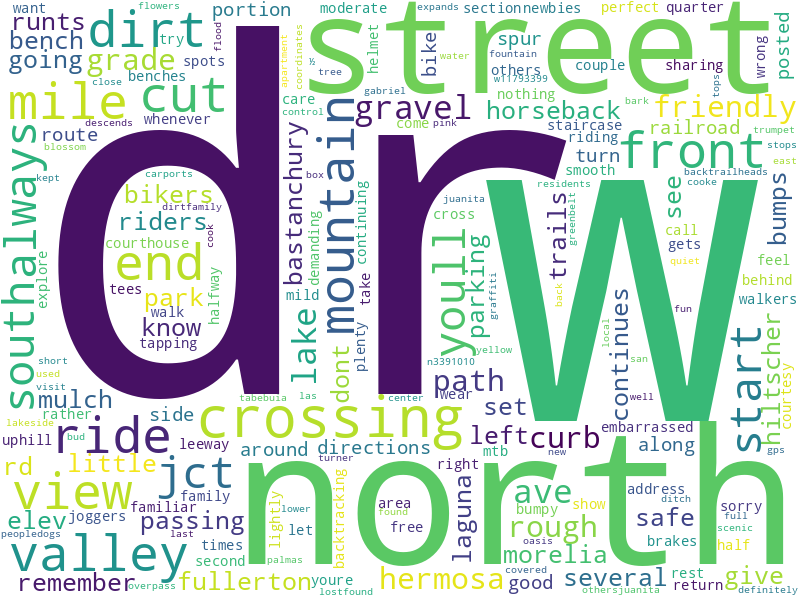 want flowers moderate expands sectionnewbies perfect quarter
runts try portion street helmet spur couple sharing wrong posted
bench dirt
going grade benches spots flood apartment coordinates ½ tree bike others w11793399 tops
close mile cut care control gabriel gravel nothing horseback bark friendly
descends whenever come pink staircase railroad trumpet
route riding turn front stops
blossom kept carports box smooth backtrailheads cooke east
southalways bikers dirtfamily mountain continuing juanita residents see bumps
explore riders cook bastanchury demanding cross trails greenbelt call gets feel
courthouse halfway
end dr w youll parking behind
park lake mild take plenty graffiti back local quiet walkers
tees walk know fun
tapping dont yellow n3391010 continues san start hiltscher courtesy
short used visit mulch tabebuia las center wear path well
rather side crossing set
lakeside bud ride leeway around directions left curb embarrassed along gps
uphill turner mtb new
rd little jct family right north
view familiar lightly lower let backtracking area found free laguna bumpy ave show address ditch sorry full
elev joggers passing rough safe scenic
peopledogs last times oasis brakes half
valley second palmas youre covered morelia rest
remember overpass fullerton lostfound hermosa good several othersjuanita return give definitely